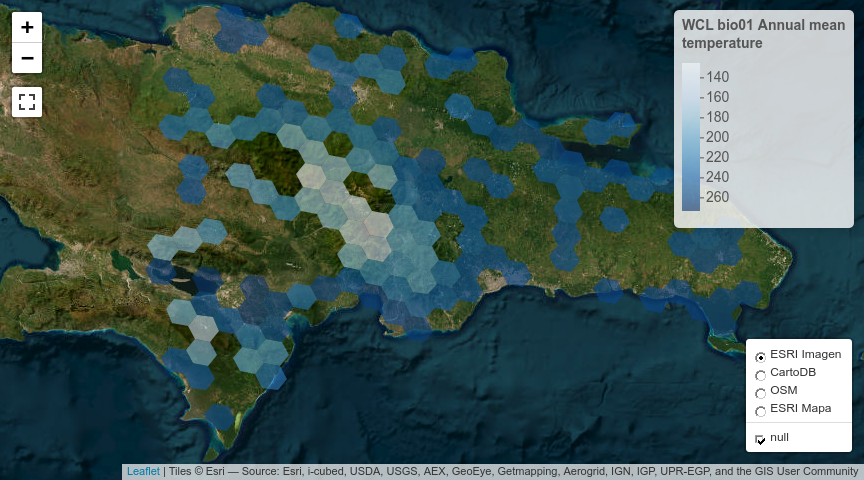 +
−
WCL bio01 Annual mean
temperature
140
160
180
200
220
240
260
ESRI Imagen
CartoDB
OSM
ESRI Mapa
null
Leaflet | Tiles © Esri — Source: Esri, i-cubed, USDA, USGS, AEX, GeoEye, Getmapping, Aerogrid, IGN, IGP, UPR-EGP, and the GIS User Community